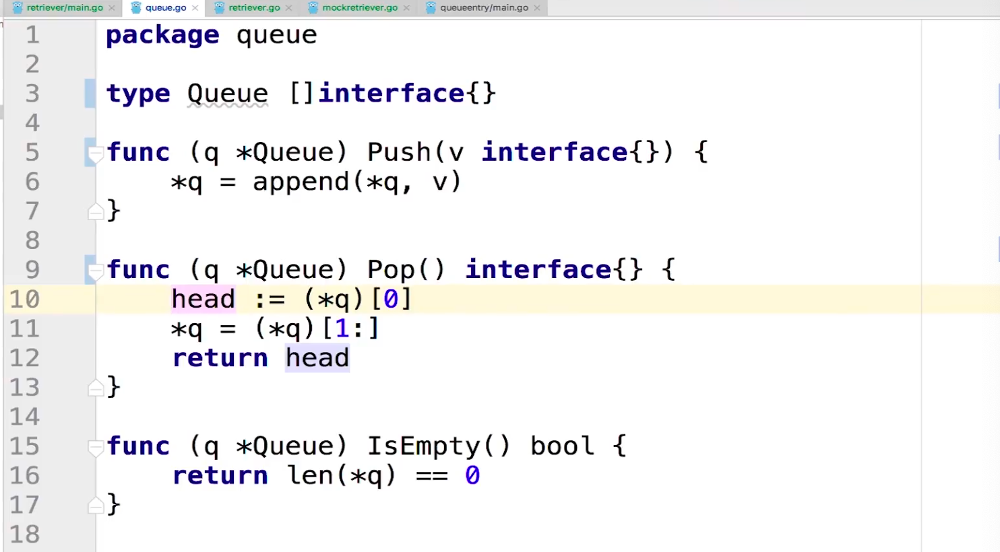 retriever/main.go × queue.go × retriever.go × mockretriever.go × queueentry/main.go ×
1 package queue
2
3 type Queue []interface{}
4
5 func (q *Queue) Push(v interface{}) {
6     *q = append(*q, v)
7 }
8
9 func (q *Queue) Pop() interface{} {
10     head := (*q)[0]
11     *q = (*q)[1:]
12     return head
13 }
14
15 func (q *Queue) IsEmpty() bool {
16     return len(*q) == 0
17 }
18